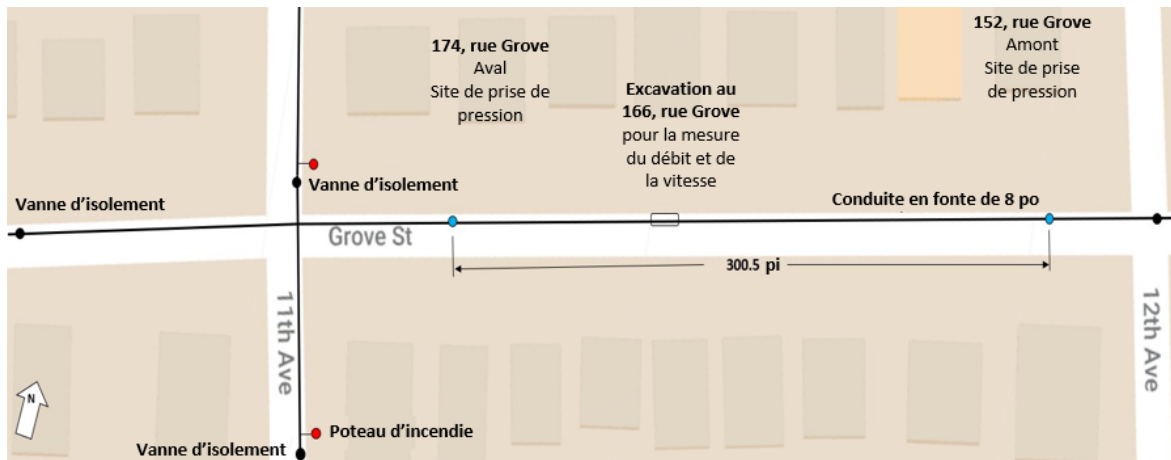 174, rue Grove
Aval
Site de prise de
pression
Excavation au
166, rue Grove
pour la mesure
du débit et de
la vitesse
152, rue Grove
Amont
Site de prise
de pression
Vanne d'isolement
Vanne d'isolement
Conduite en fonte de 8 po
Grove St
300.5 pi
11th Ave
12th Ave
N
Poteau d'incendie
Vanne d'isolement